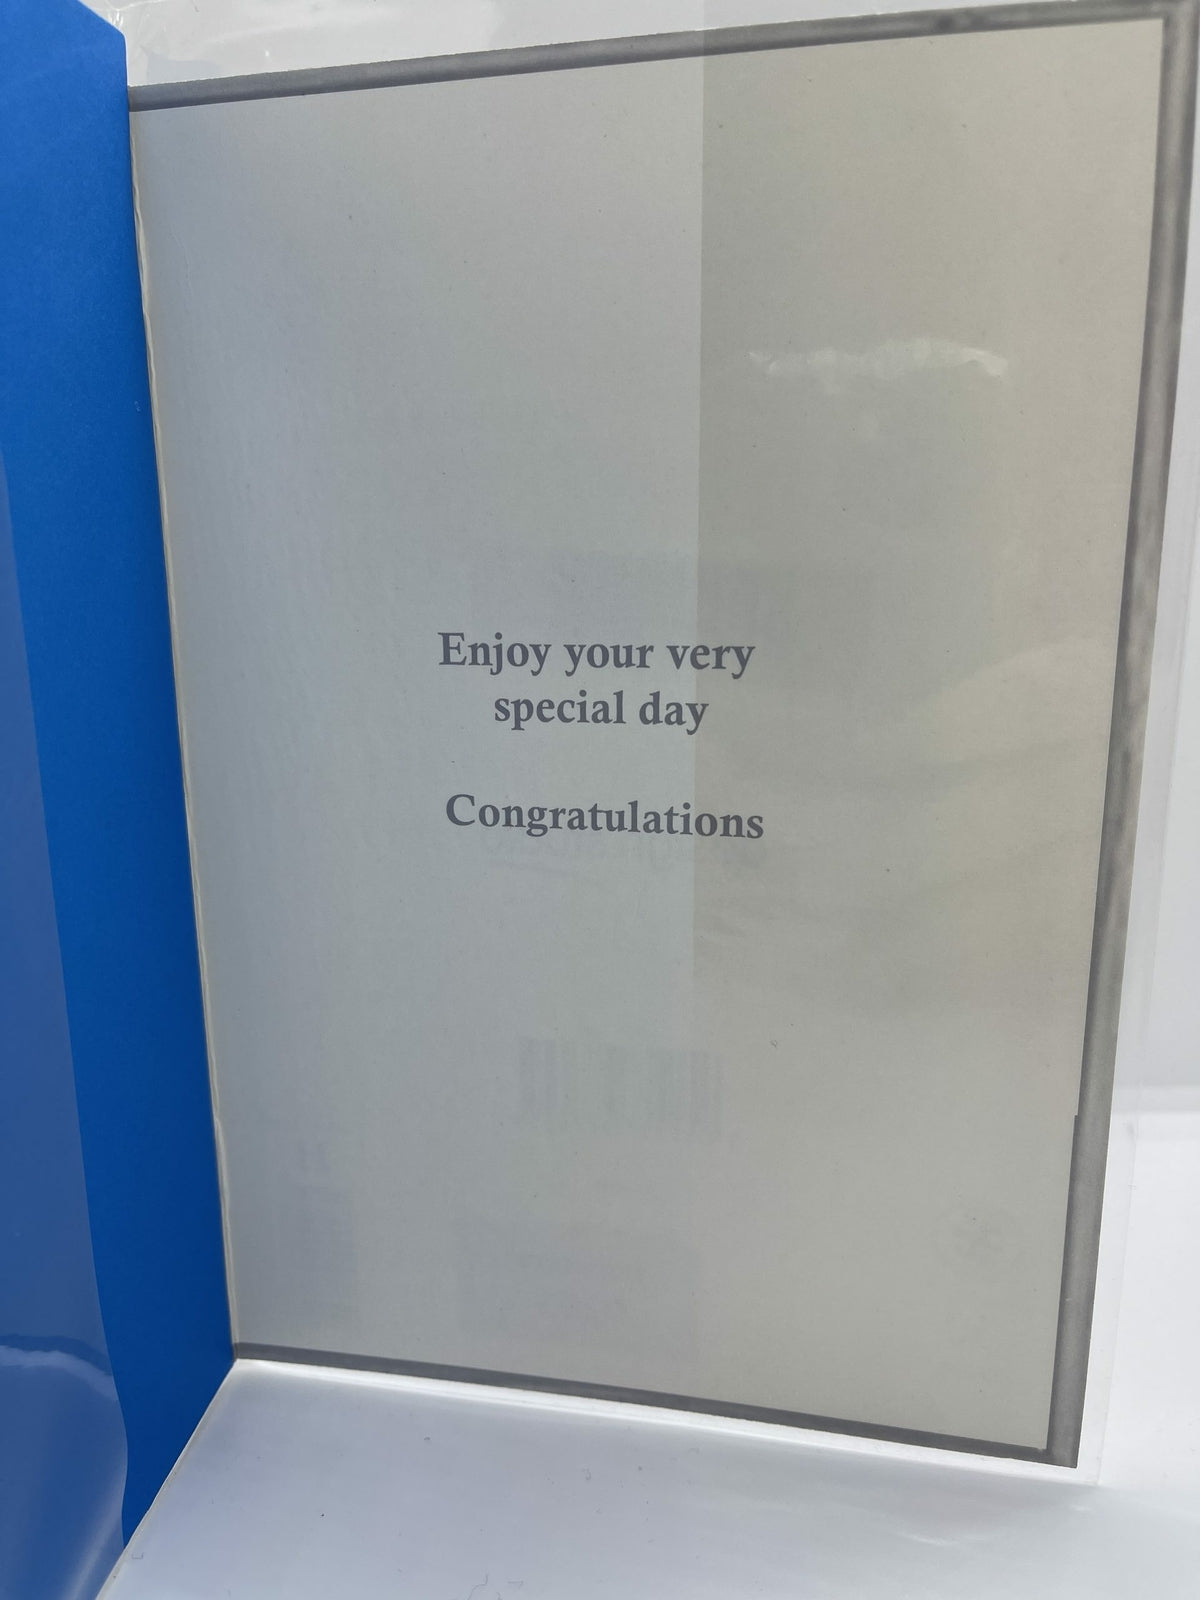 Enjoy your very
special day
Congratulations